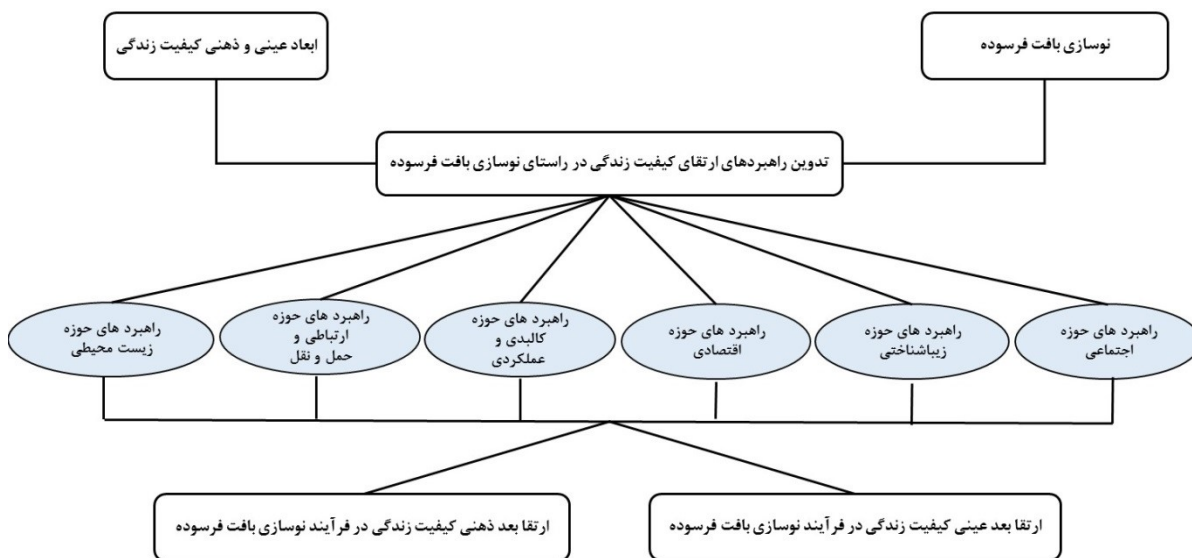 نوسازی بافت فرسوده
ابعاد عینی و ذهنی کیفیت زندگی
تدوین راهبردهای ارتقای کیفیت زندگی در راستای نوسازی بافت فرسوده
راهبرد های حوزه
اجتماعی
راهبرد های حوزه
زیباشناختی
راهبرد های حوزه
اقتصادی
راهبرد های حوزه
کالبدی و
عملکردی
راهبرد های حوزه
ارتباطی و
حمل و نقل
راهبرد های حوزه
زیست محیطی
ارتقا بعد عینی کیفیت زندگی در فرآیند نوسازی بافت فرسوده
ارتقا بعد ذهنی کیفیت زندگی در فرآیند نوسازی بافت فرسوده